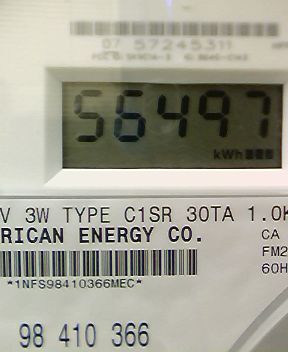 07 57245311
56497
kWh
V 3W TYPE C1SR 30TA 1.0K
RICAN ENERGY CO.
CA
FM2
60H
*1NFS98410366MEC*
98 410 366